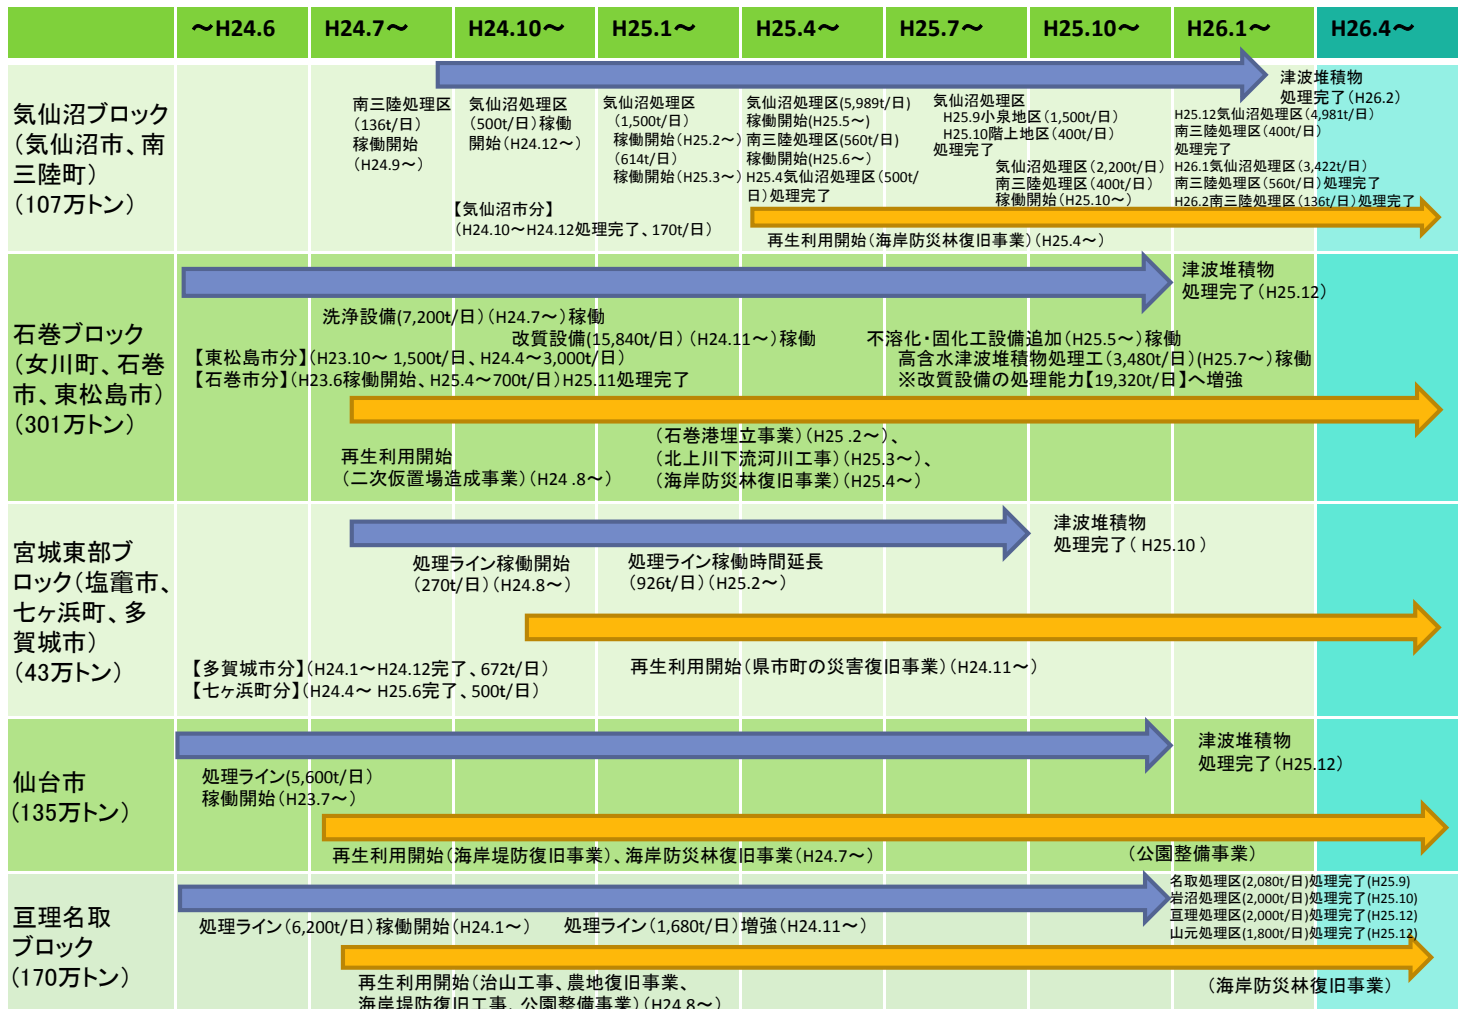 ～H24.6
H24.7～
H24.10～
H25.1～
H25.4～
H25.7～
H25.10～
H26.1～
H26.4～
気仙沼ブロック
(気仙沼市、南
三陸町)
(107万トン)
南三陸処理区
(136t/日)
稼働開始
(H24.9～)
気仙沼処理区
(500t/日)稼働
開始(H24.12～)
【気仙沼市分】
(H24.10～H24.12処理完了、170t/日)
気仙沼処理区
(1,500t/日)
稼働開始(H25.2～)
(614t/日)
稼働開始(H25.3～)
気仙沼処理区(5,989t/日)
稼働開始(H25.5～)
南三陸処理区(560t/日)
稼働開始(H25.6～)
H25.4気仙沼処理区(500t/
日)処理完了
気仙沼処理区
H25.9小泉地区(1,500t/日)
H25.10階上地区(400t/日)
処理完了
気仙沼処理区(2,200t/日)
南三陸処理区(400t/日)
稼働開始(H25.10～)
津波堆積物
処理完了(H26.2)
H25.12気仙沼処理区(4,981t/日)
南三陸処理区(400t/日)
処理完了
H26.1気仙沼処理区(3,422t/日)
南三陸処理区(560t/日)処理完了
H26.2南三陸処理区(136t/日)処理完了
再生利用開始(海岸防災林復旧事業)(H25.4～)
石巻ブロック
(女川町、石巻
市、東松島市)
(301万トン)
津波堆積物
処理完了(H25.12)
洗浄設備(7,200t/日)(H24.7～)稼働
改質設備(15,840t/日)(H24.11～)稼働
不溶化・固化工設備追加(H25.5～)稼働
【東松島市分】(H23.10～ 1,500t/日、H24.4～3,000t/日)
高含水津波堆積物処理工(3,480t/日)(H25.7～)稼働
【石巻市分】(H23.6稼働開始、H25.4～700t/日)H25.11処理完了
※改質設備の処理能力【19,320t/日】へ増強
再生利用開始
(二次仮置場造成事業)(H24 .8～)
(石巻港埋立事業)(H25 .2～)、
(北上川下流河川工事)(H25.3～)、
(海岸防災林復旧事業)(H25.4～)
宮城東部ブ
ロック(塩竈市、
七ヶ浜町、多
賀城市)
(43万トン)
津波堆積物
処理完了( H25.10 )
処理ライン稼働開始
(270t/日)(H24.8～)
処理ライン稼働時間延長
(926t/日)(H25.2～)
【多賀城市分】(H24.1～H24.12完了、672t/日)
【七ヶ浜町分】(H24.4～ H25.6完了、500t/日)
再生利用開始(県市町の災害復旧事業)(H24.11～)
仙台市
(135万トン)
津波堆積物
処理完了(H25.12)
処理ライン(5,600t/日)
稼働開始(H23.7～)
再生利用開始(海岸堤防復旧事業)、海岸防災林復旧事業(H24.7～)
(公園整備事業)
亘理名取
ブロック
(170万トン)
処理ライン(6,200t/日)稼働開始(H24.1～)
処理ライン(1,680t/日)増強(H24.11～)
名取処理区(2,080t/日)処理完了(H25.9)
岩沼処理区(2,000t/日)処理完了(H25.10)
亘理処理区(2,000t/日)処理完了(H25.12)
山元処理区(1,800t/日)処理完了(H25.12)
再生利用開始(治山工事、農地復旧事業、
海岸堤防復旧工事、公園整備事業)(H24.8～)
(海岸防災林復旧事業)